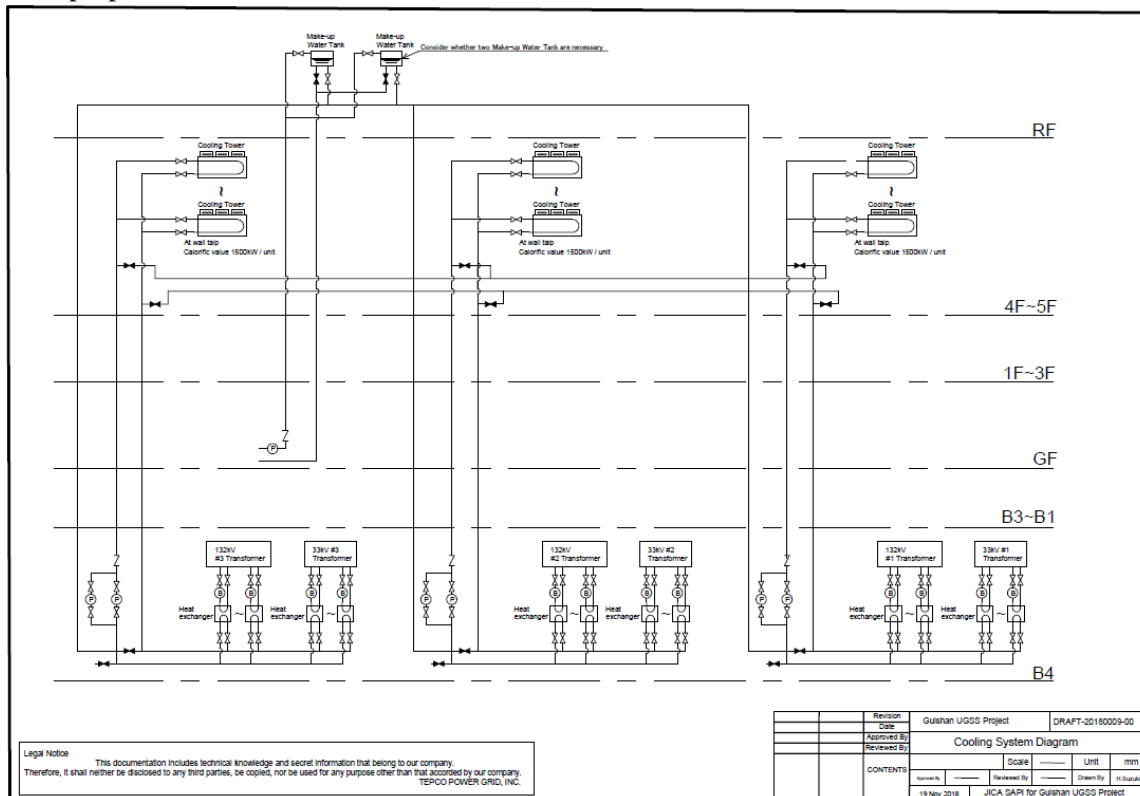 Make-up
Water Tank
Make-up
Water Tank
Consider whether two Make-up Water Tank are necessary
RF
Cooling Tower
Cooling Tower
Cooling Tower
~
~
~
Cooling Tower
Cooling Tower
Cooling Tower
At wall taip
Calorific value 1500kW / unit
At wall taip
Calorific value 1500kW / unit
At wall taip
Calorific value 1500kW / unit
4F~5F
1F~3F
P
GF
B3~B1
132kV
#3 Transformer
33kV #3
Transformer
132kV
#2 Transformer
33kV #2
Transformer
132kV
#1 Transformer
33kV #1
Transformer
P P B B B B
P P B B B B
P P B B B B
Heat
exchanger
~
Heat
exchanger
~
Heat
exchanger
~
Heat
exchanger
~
Heat
exchanger
~
Heat
exchanger
~
B4
Legal Notice
This documentation includes technical knowledge and secret information that belong to our company.
Therefore, it shall neither be disclosed to any third parties, be copied, nor be used for any purpose other than that accorded by our company.
TEPCO POWER GRID, INC.
Revision
Date
Gulshan UGSS Project
DRAFT-20180009-00
Approved By
Reviewed By
Cooling System Diagram
CONTENTS
Scale
Unit
mm
Approved By
Reviewed By
Drawn By
H.Suzuki
19 Nov 2018
JICA SAPI for Gulshan UGSS Project